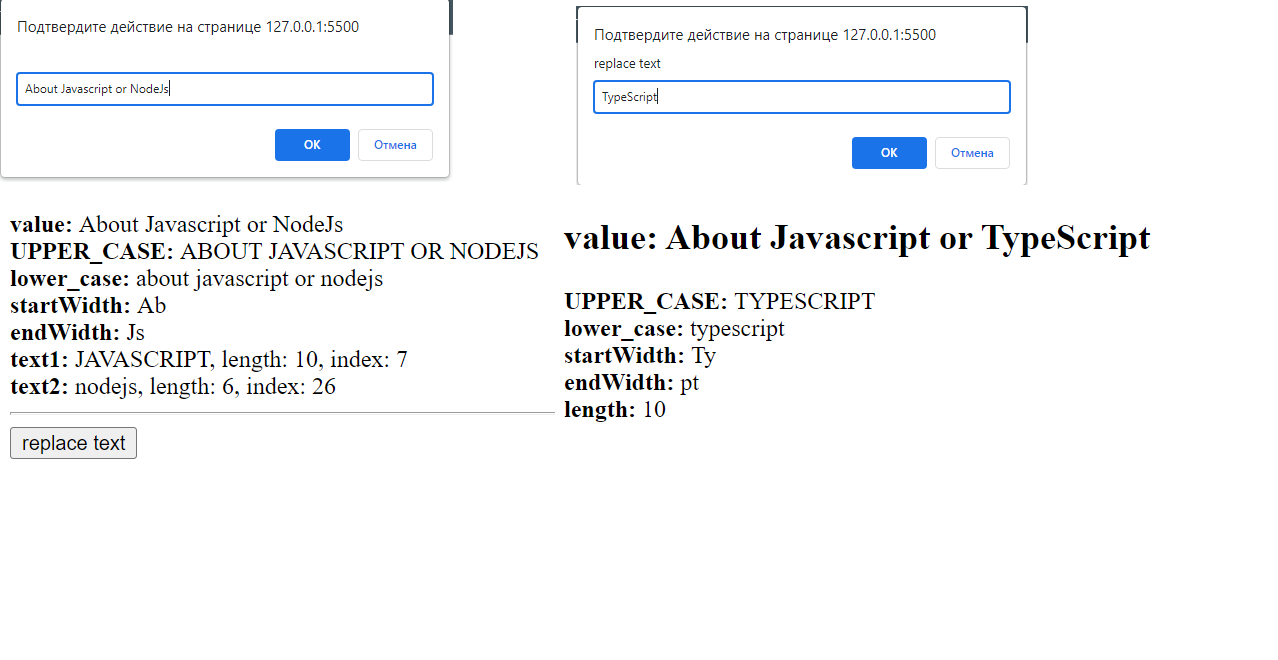 Подтвердите действие на странице 127.0.0.1:5500
About Javascript or NodeJs
ОК
Отмена
value: About Javascript or NodeJs
UPPER_CASE: ABOUT JAVASCRIPT OR NODEJS
lower_case: about javascript or nodejs
startWidth: Ab
endWidth: Js
text1: JAVASCRIPT, length: 10, index: 7
text2: nodejs, length: 6, index: 26
replace text
Подтвердите действие на странице 127.0.0.1:5500
replace text
TypeScript
ОК
Отмена
value: About Javascript or TypeScript
UPPER_CASE: TYPESCRIPT
lower_case: typescript
startWidth: Ty
endWidth: pt
length: 10